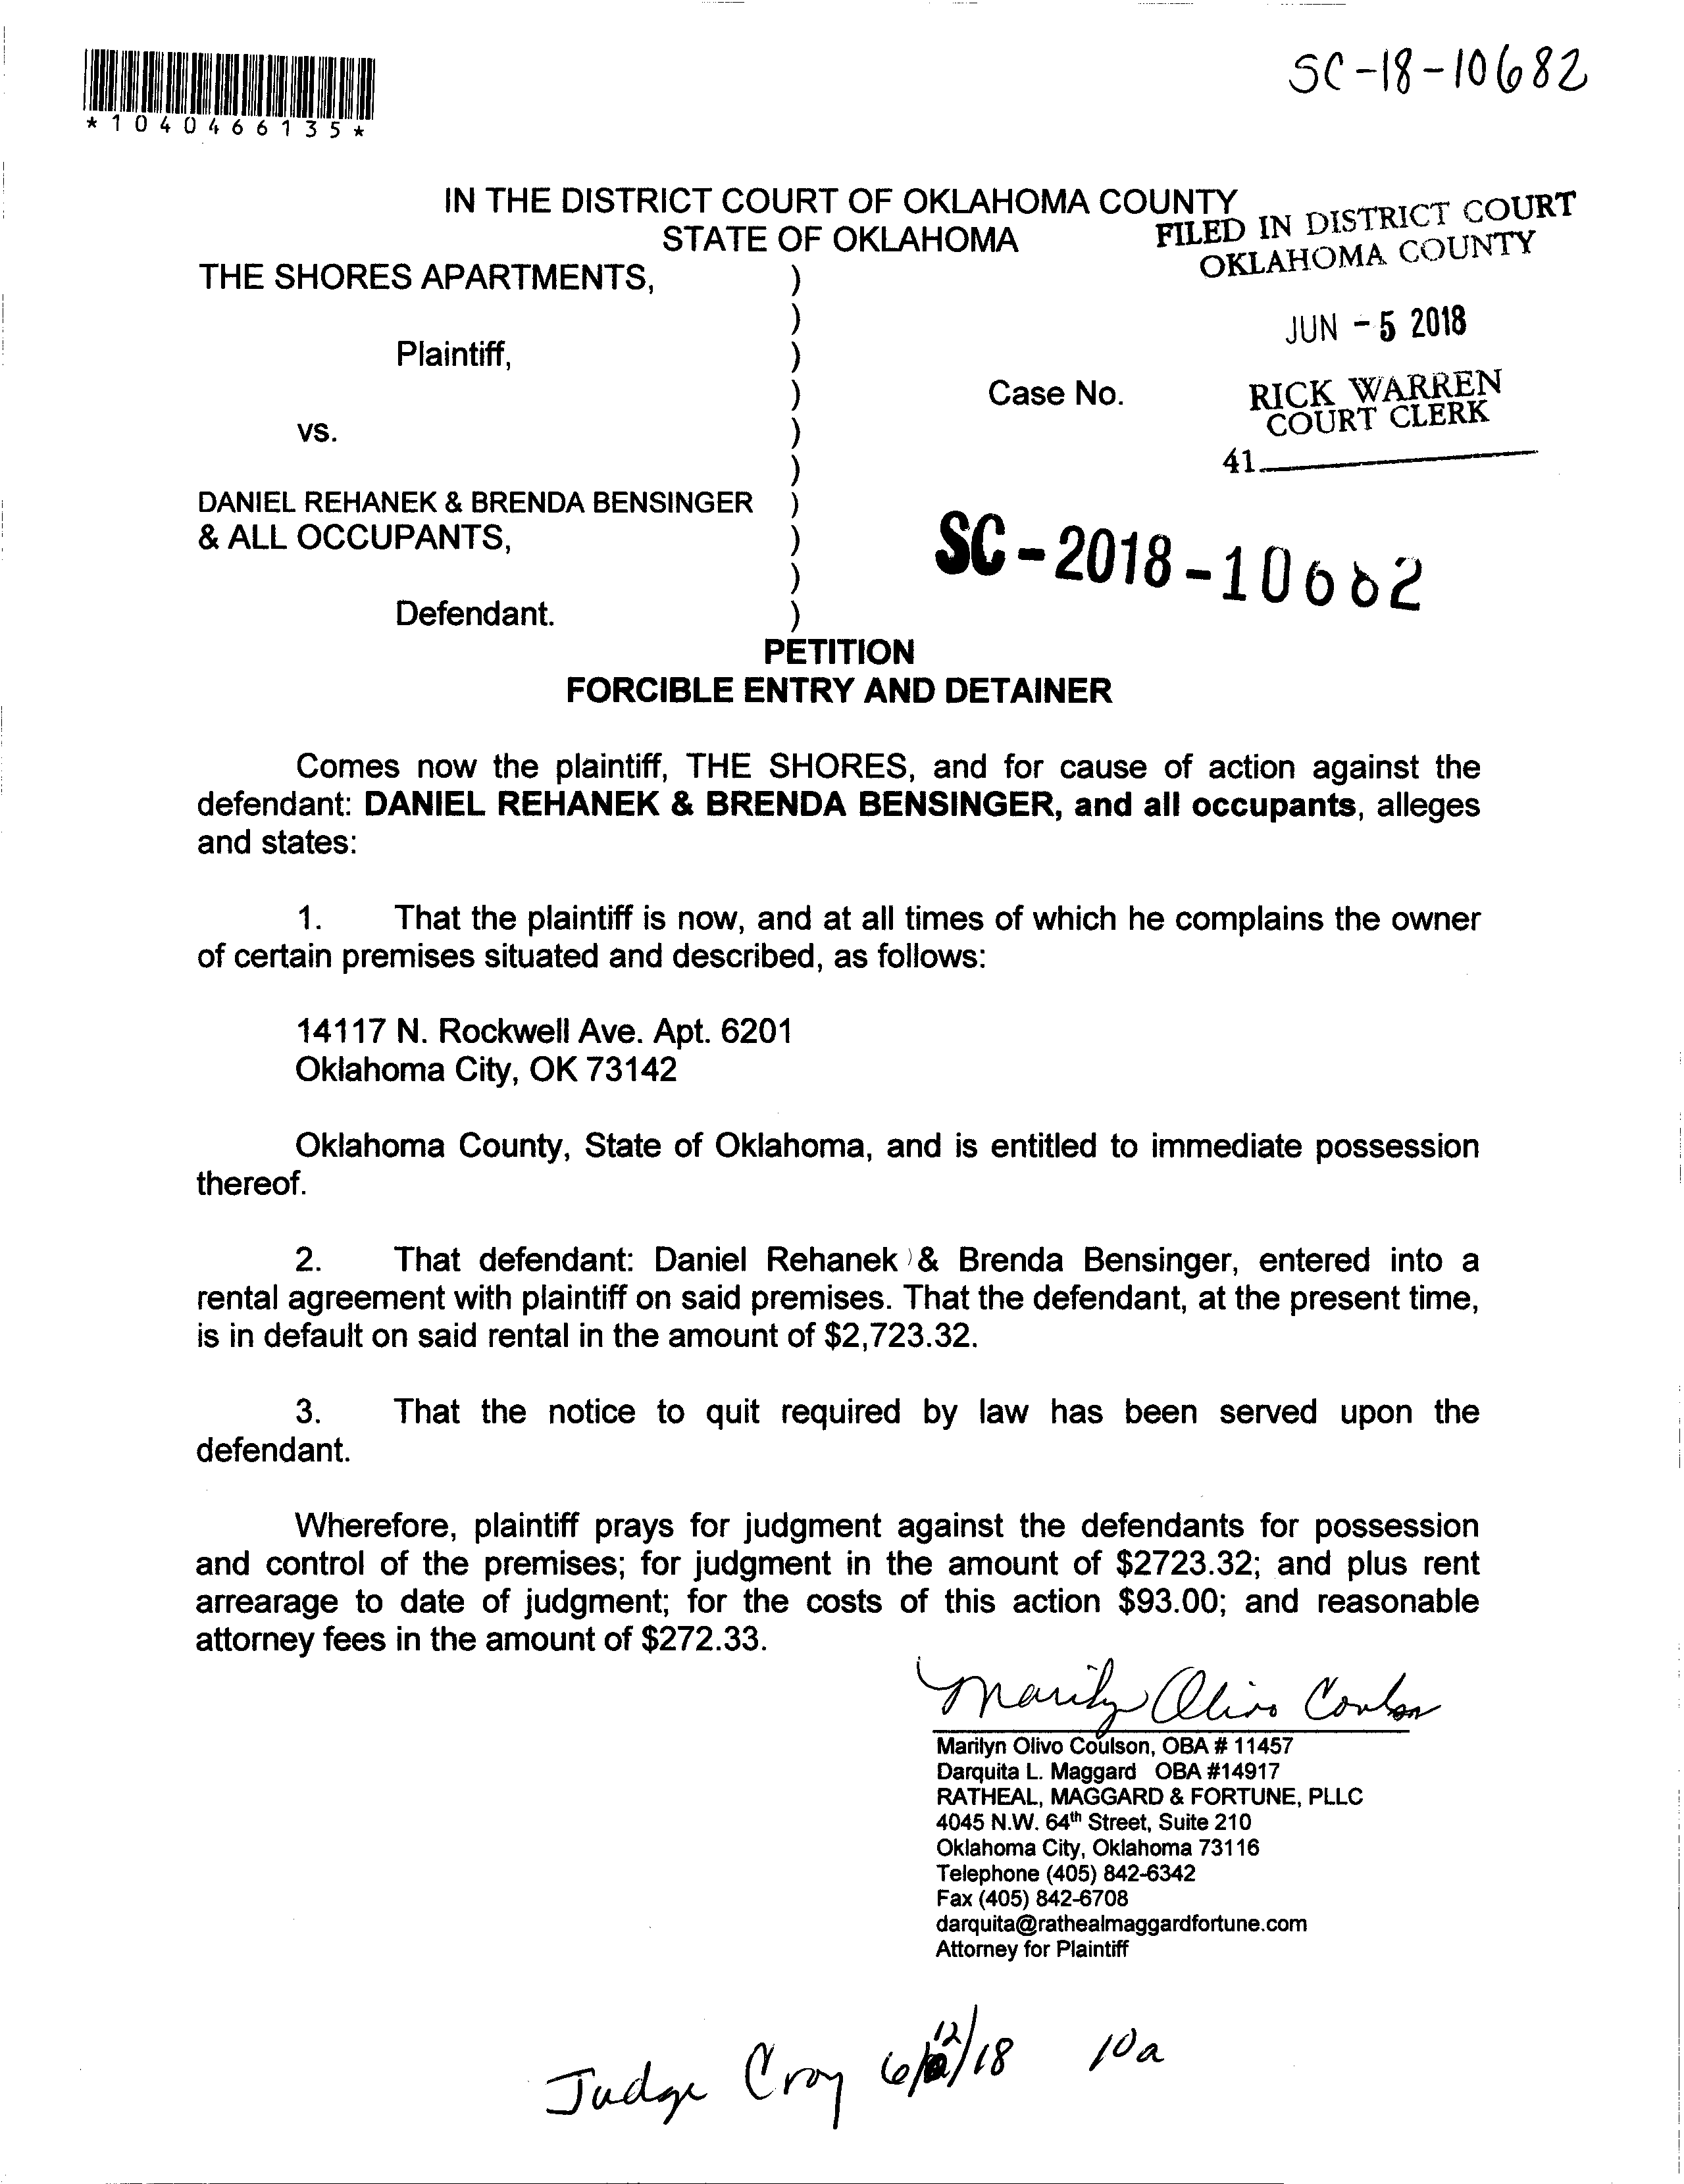 SC-18-10682
*1040466135*
IN THE DISTRICT COURT OF OKLAHOMA COUNTY
STATE OF OKLAHOMA
FILED IN DISTRICT COURT
OKLAHOMA COUNTY
JUN - 5 2018
RICK WARREN
COURT CLERK
41
THE SHORES APARTMENTS, )
)
Plaintiff, )
) Case No.
vs. )
)
DANIEL REHANEK & BRENDA BENSINGER )
& ALL OCCUPANTS, )
)
Defendant. )
SC-2018-10682
PETITION
FORCIBLE ENTRY AND DETAINER
Comes now the plaintiff, THE SHORES, and for cause of action against the
defendant: DANIEL REHANEK & BRENDA BENSINGER, and all occupants, alleges
and states:
1. That the plaintiff is now, and at all times of which he complains the owner
of certain premises situated and described, as follows:
14117 N. Rockwell Ave. Apt. 6201
Oklahoma City, OK 73142
Oklahoma County, State of Oklahoma, and is entitled to immediate possession
thereof.
2. That defendant: Daniel Rehanek & Brenda Bensinger, entered into a
rental agreement with plaintiff on said premises. That the defendant, at the present time,
is in default on said rental in the amount of $2,723.32.
3. That the notice to quit required by law has been served upon the
defendant.
Wherefore, plaintiff prays for judgment against the defendants for possession
and control of the premises; for judgment in the amount of $2723.32; and plus rent
arrearage to date of judgment; for the costs of this action $93.00; and reasonable
attorney fees in the amount of $272.33.
Marilyn Olivo Coulson
Marilyn Olivo Coulson, OBA # 11457
Darquita L. Maggard OBA #14917
RATHEAL, MAGGARD & FORTUNE, PLLC
4045 N.W. 64th Street, Suite 210
Oklahoma City, Oklahoma 73116
Telephone (405) 842-6342
Fax (405) 842-6708
darquita@rathealmaggardfortune.com
Attorney for Plaintiff
Judge Croy 6/12/18 10a